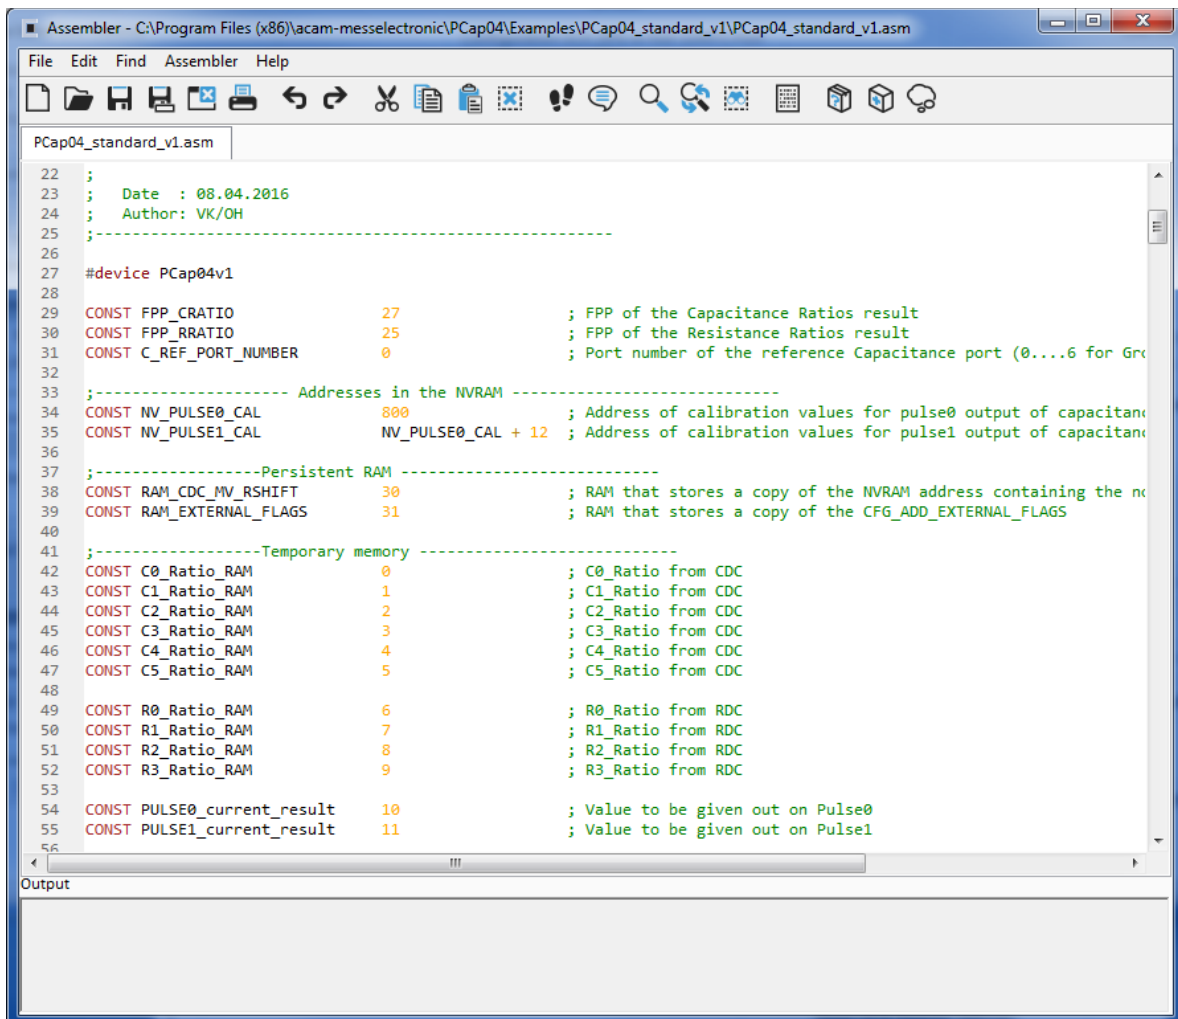 Assembler - C:\Program Files (x86)\acam-messelectronic\PCap04\Examples\PCap04_standard_v1\PCap04_standard_v1.asm
File Edit Find Assembler Help
PCap04_standard_v1.asm
22 ;
23 ; Date : 08.04.2016
24 ; Author: VK/OH
25 ;--------------------------------------------------------
26
27 #device PCap04v1
28
29 CONST FPP_CRATIO 27 ; FPP of the Capacitance Ratios result
30 CONST FPP_RRATIO 25 ; FPP of the Resistance Ratios result
31 CONST C_REF_PORT_NUMBER 0 ; Port number of the reference Capacitance port (0....6 for Gro
32
33 ;--------------------- Addresses in the NVRAM -----------------------------
34 CONST NV_PULSE0_CAL 800 ; Address of calibration values for pulse0 output of capacitanc
35 CONST NV_PULSE1_CAL NV_PULSE0_CAL + 12 ; Address of calibration values for pulse1 output of capacitanc
36
37 ;------------------Persistent RAM ----------------------------
38 CONST RAM_CDC_MV_RSHIFT 30 ; RAM that stores a copy of the NVRAM address containing the no
39 CONST RAM_EXTERNAL_FLAGS 31 ; RAM that stores a copy of the CFG_ADD_EXTERNAL_FLAGS
40
41 ;------------------Temporary memory ----------------------------
42 CONST C0_Ratio_RAM 0 ; C0_Ratio from CDC
43 CONST C1_Ratio_RAM 1 ; C1_Ratio from CDC
44 CONST C2_Ratio_RAM 2 ; C2_Ratio from CDC
45 CONST C3_Ratio_RAM 3 ; C3_Ratio from CDC
46 CONST C4_Ratio_RAM 4 ; C4_Ratio from CDC
47 CONST C5_Ratio_RAM 5 ; C5_Ratio from CDC
48
49 CONST R0_Ratio_RAM 6 ; R0_Ratio from RDC
50 CONST R1_Ratio_RAM 7 ; R1_Ratio from RDC
51 CONST R2_Ratio_RAM 8 ; R2_Ratio from RDC
52 CONST R3_Ratio_RAM 9 ; R3_Ratio from RDC
53
54 CONST PULSE0_current_result 10 ; Value to be given out on Pulse0
55 CONST PULSE1_current_result 11 ; Value to be given out on Pulse1
56
Output